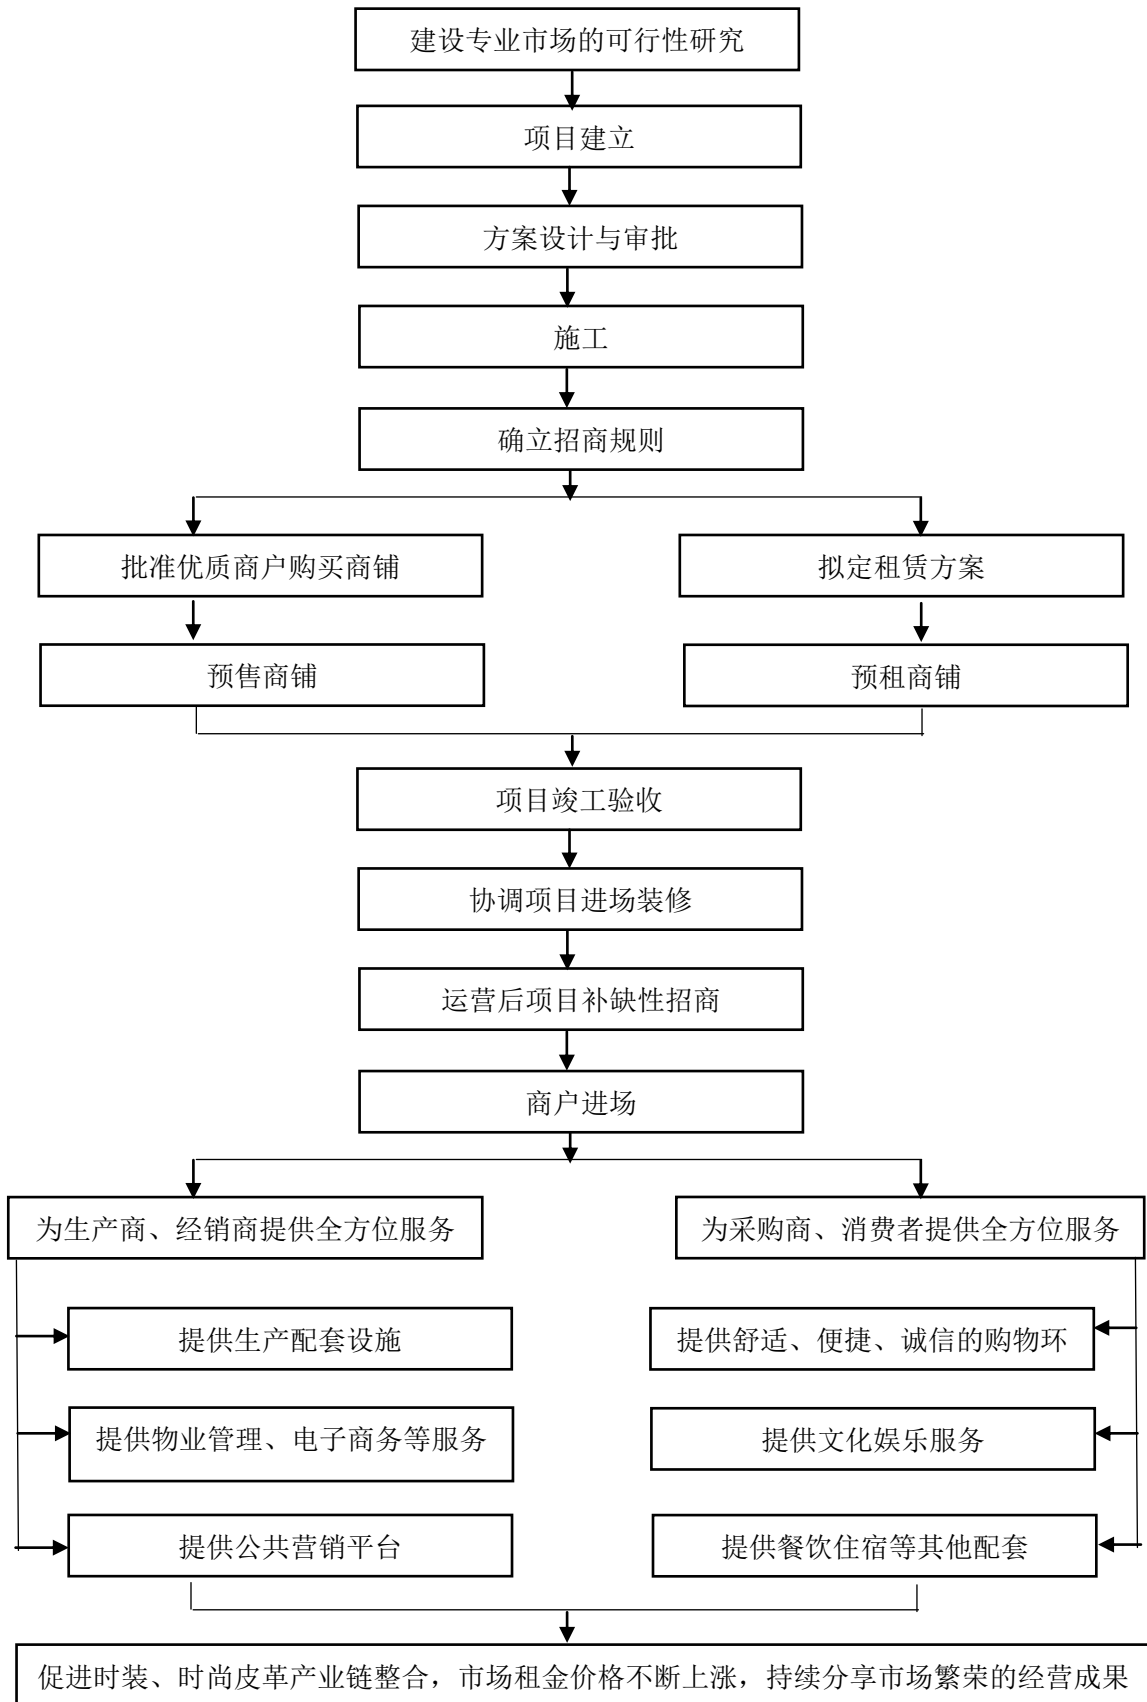 建设专业市场的可行性研究
项目建立
方案设计与审批
施工
确立招商规则
批准优质商户购买商铺
拟定租赁方案
预售商铺
预租商铺
项目竣工验收
协调项目进场装修
运营后项目补缺性招商
商户进场
为生产商、经销商提供全方位服务
为采购商、消费者提供全方位服务
提供生产配套设施
提供舒适、便捷、诚信的购物环
提供物业管理、电子商务等服务
提供文化娱乐服务
提供公共营销平台
提供餐饮住宿等其他配套
促进时装、时尚皮革产业链整合，市场租金价格不断上涨，持续分享市场繁荣的经营成果